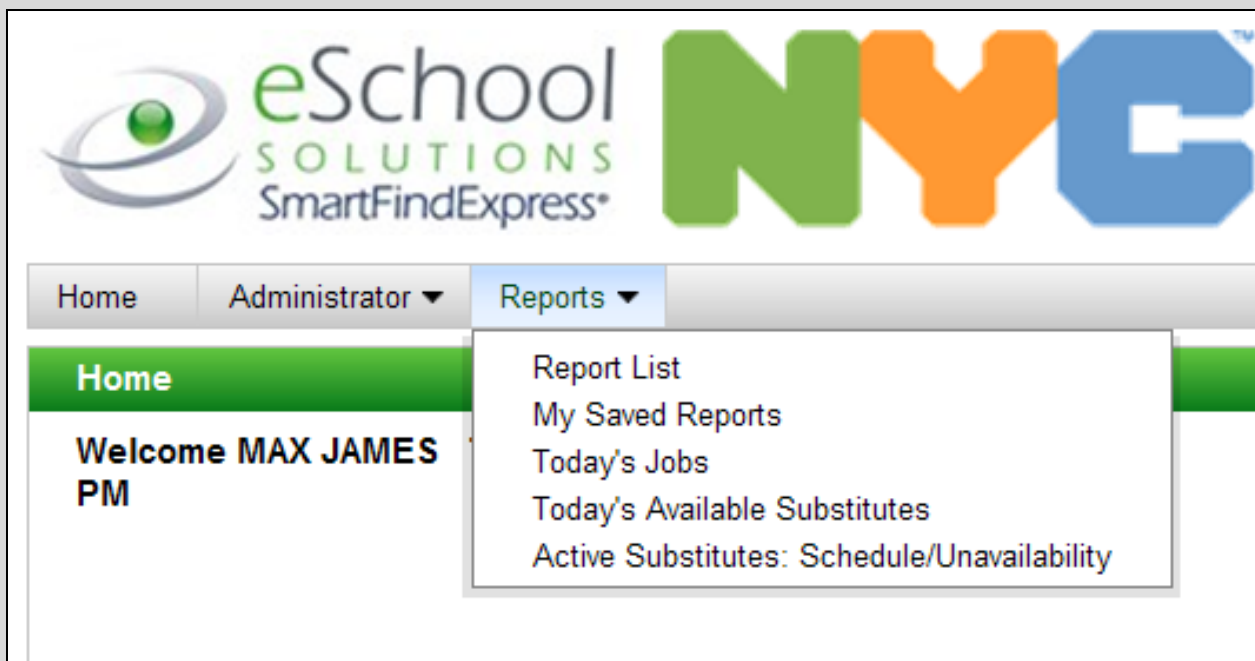 eSchool
SOLUTIONS
SmartFindExpress®
NYC™
Home Administrator Reports
Home
Report List
My Saved Reports
Today's Jobs
Today's Available Substitutes
Active Substitutes: Schedule/Unavailability
Welcome MAX JAMES
PM